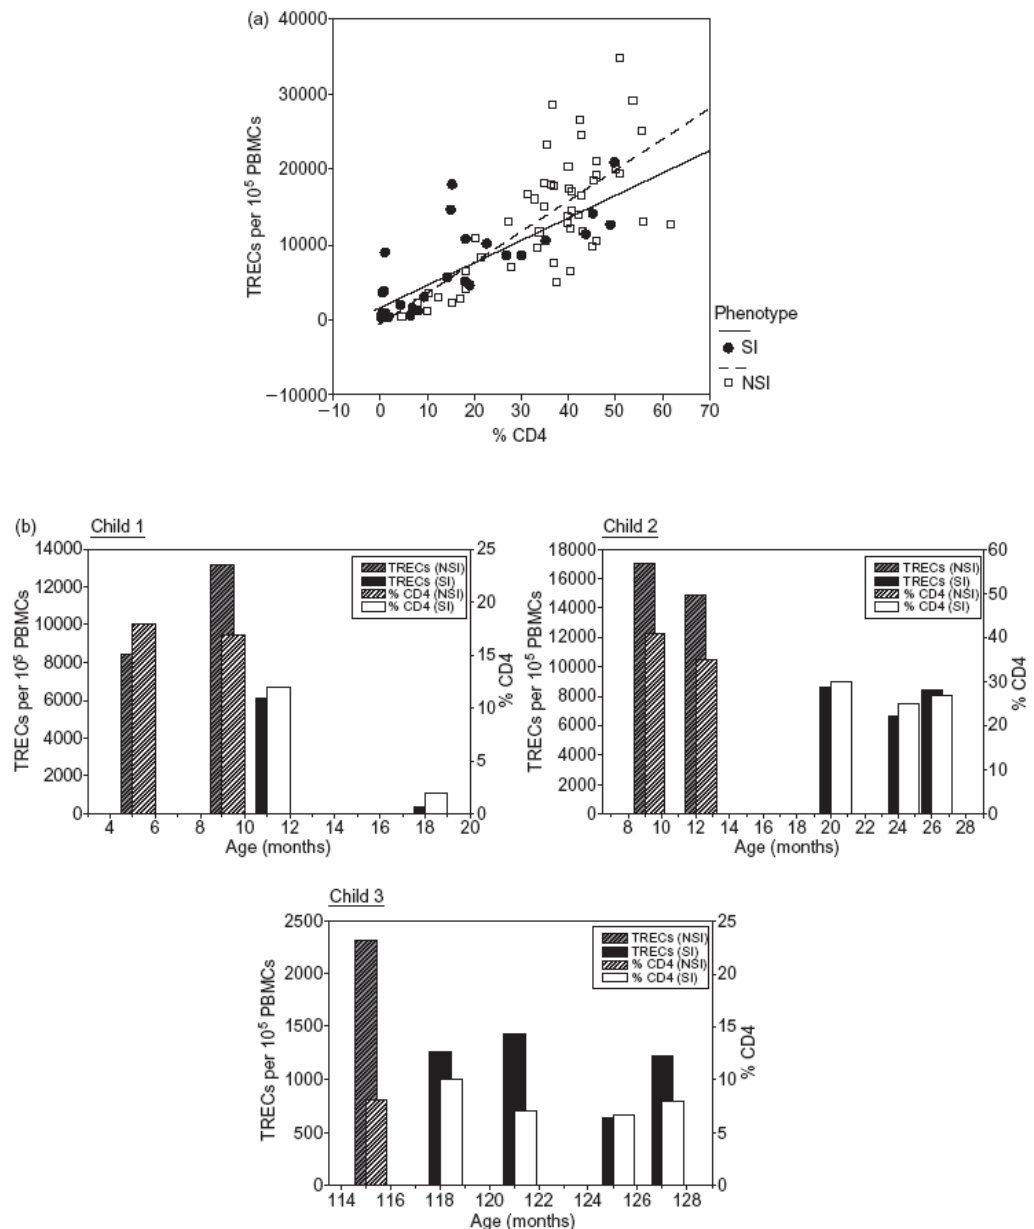 (a)
40000
30000
20000
10000
0
−10000
TRECs per 10⁵ PBMCs
−10 0 10 20 30 40 50 60 70
% CD4
Phenotype
SI
NSI
(b)
Child 1
14000
12000
10000
8000
6000
4000
2000
0
TRECs per 10⁵ PBMCs
25
20
15
10
5
0
% CD4
TRECs (NSI)
TRECs (SI)
% CD4 (NSI)
% CD4 (SI)
4 6 8 10 12 14 16 18 20
Age (months)
Child 2
18000
16000
14000
12000
10000
8000
6000
4000
2000
0
TRECs per 10⁵ PBMCs
60
50
40
30
20
10
0
% CD4
TRECs (NSI)
TRECs (SI)
% CD4 (NSI)
% CD4 (SI)
8 10 12 14 16 18 20 22 24 26 28
Age (months)
Child 3
2500
2000
1500
1000
500
0
TRECs per 10⁵ PBMCs
25
20
15
10
5
0
% CD4
TRECs (NSI)
TRECs (SI)
% CD4 (NSI)
% CD4 (SI)
114 116 118 120 122 124 126 128
Age (months)